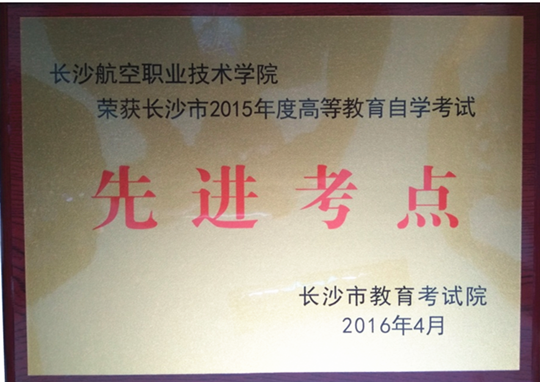 长沙航空职业技术学院
荣获长沙市2015年度高等教育自学考试
先进考点
长沙市教育考试院
2016年4月